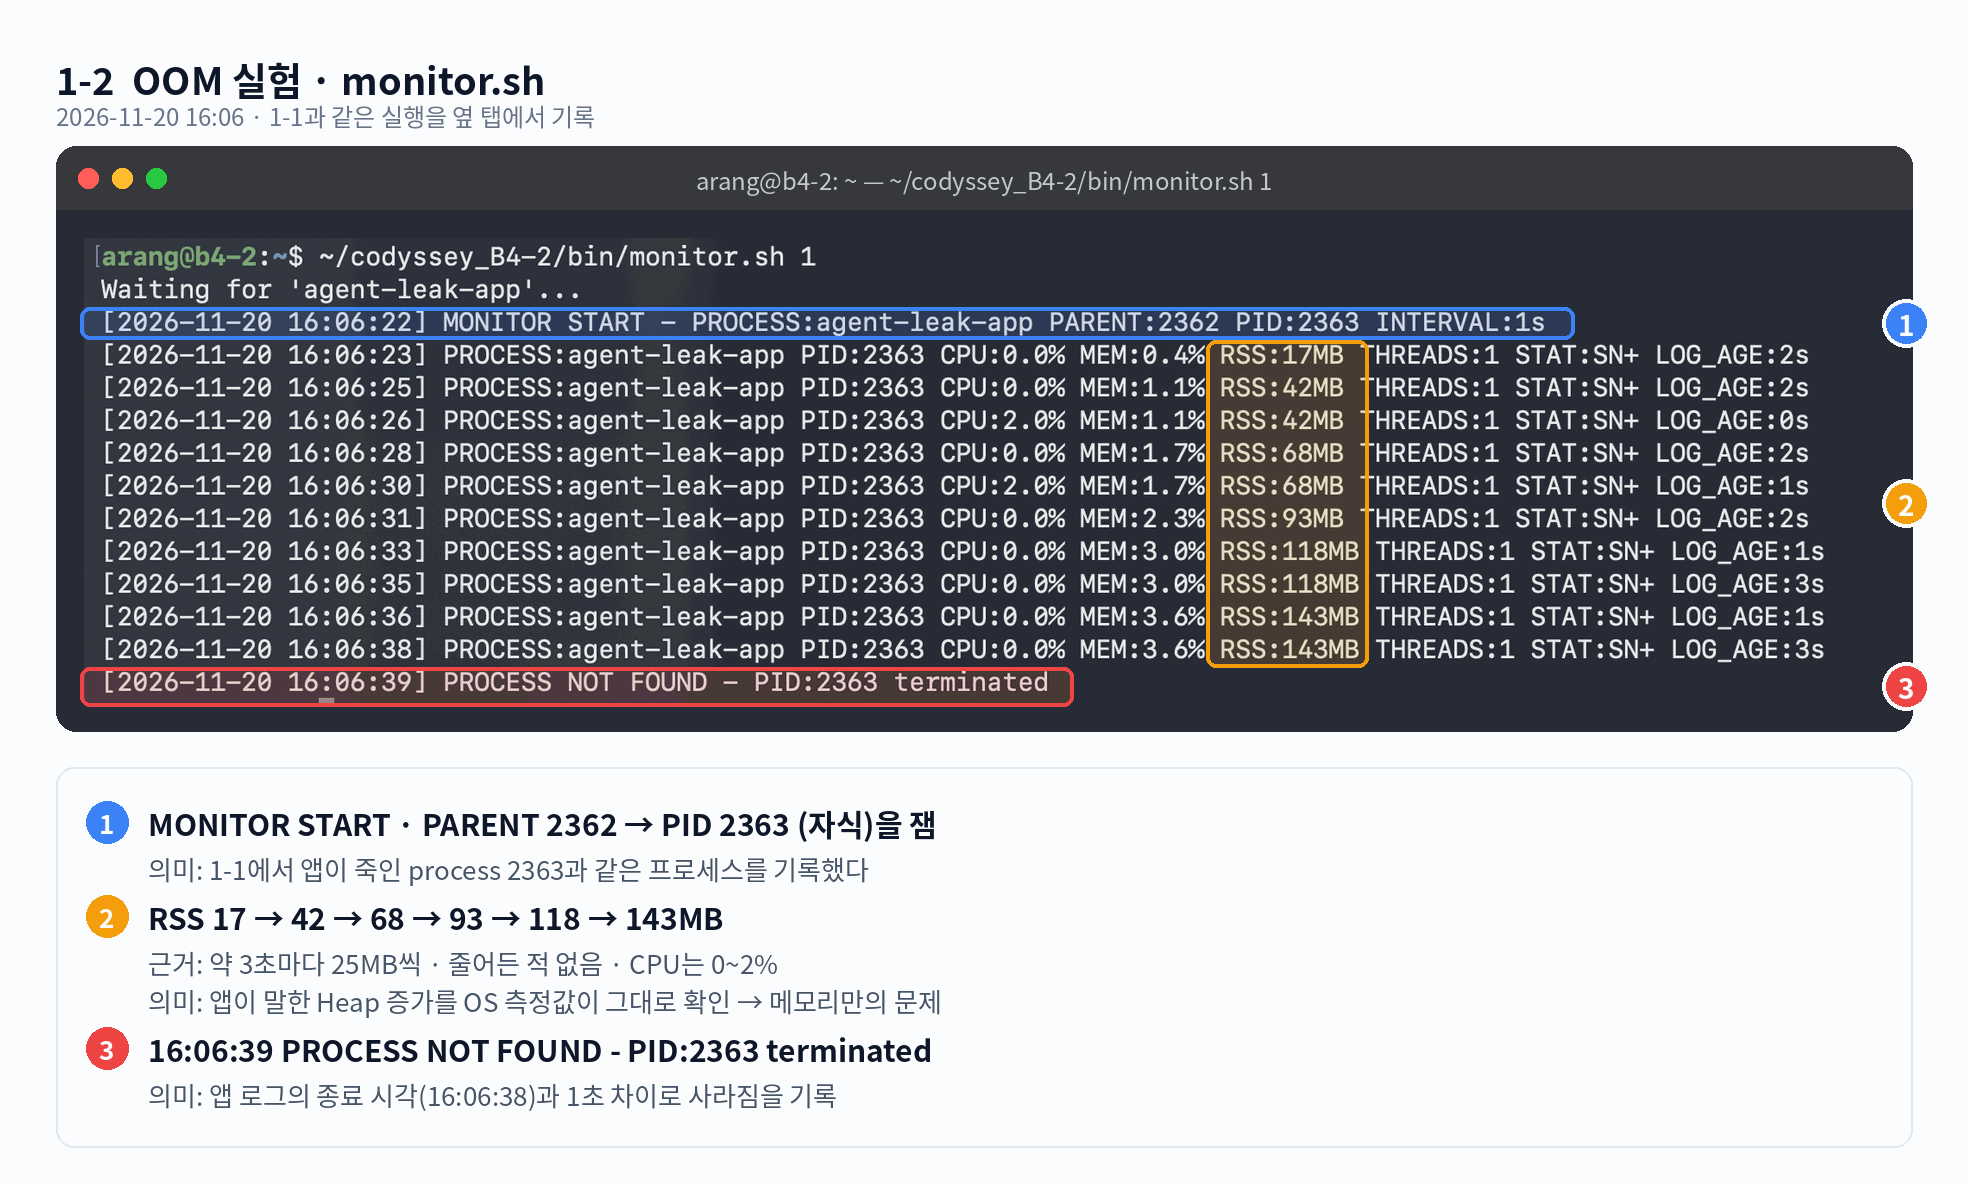 1-2 OOM 실험 · monitor.sh
2026-11-20 16:06 · 1-1과 같은 실행을 옆 탭에서 기록
arang@b4-2: ~ — ~/codyssey_B4-2/bin/monitor.sh 1
[arang@b4-2:~$ ~/codyssey_B4-2/bin/monitor.sh 1
Waiting for 'agent-leak-app'...
[2026-11-20 16:06:22] MONITOR START - PROCESS:agent-leak-app PARENT:2362 PID:2363 INTERVAL:1s
1
[2026-11-20 16:06:23] PROCESS:agent-leak-app PID:2363 CPU:0.0% MEM:0.4% RSS:17MB THREADS:1 STAT:SN+ LOG_AGE:2s
[2026-11-20 16:06:25] PROCESS:agent-leak-app PID:2363 CPU:0.0% MEM:1.1% RSS:42MB THREADS:1 STAT:SN+ LOG_AGE:2s
[2026-11-20 16:06:26] PROCESS:agent-leak-app PID:2363 CPU:2.0% MEM:1.1% RSS:42MB THREADS:1 STAT:SN+ LOG_AGE:0s
[2026-11-20 16:06:28] PROCESS:agent-leak-app PID:2363 CPU:0.0% MEM:1.7% RSS:68MB THREADS:1 STAT:SN+ LOG_AGE:2s
[2026-11-20 16:06:30] PROCESS:agent-leak-app PID:2363 CPU:2.0% MEM:1.7% RSS:68MB THREADS:1 STAT:SN+ LOG_AGE:1s
2
[2026-11-20 16:06:31] PROCESS:agent-leak-app PID:2363 CPU:0.0% MEM:2.3% RSS:93MB THREADS:1 STAT:SN+ LOG_AGE:2s
[2026-11-20 16:06:33] PROCESS:agent-leak-app PID:2363 CPU:0.0% MEM:3.0% RSS:118MB THREADS:1 STAT:SN+ LOG_AGE:1s
[2026-11-20 16:06:35] PROCESS:agent-leak-app PID:2363 CPU:0.0% MEM:3.0% RSS:118MB THREADS:1 STAT:SN+ LOG_AGE:3s
[2026-11-20 16:06:36] PROCESS:agent-leak-app PID:2363 CPU:0.0% MEM:3.6% RSS:143MB THREADS:1 STAT:SN+ LOG_AGE:1s
[2026-11-20 16:06:38] PROCESS:agent-leak-app PID:2363 CPU:0.0% MEM:3.6% RSS:143MB THREADS:1 STAT:SN+ LOG_AGE:3s
[2026-11-20 16:06:39] PROCESS NOT FOUND - PID:2363 terminated
3
1 MONITOR START · PARENT 2362 → PID 2363 (자식)을 잼
의미: 1-1에서 앱이 죽인 process 2363과 같은 프로세스를 기록했다
2 RSS 17 → 42 → 68 → 93 → 118 → 143MB
근거: 약 3초마다 25MB씩 · 줄어든 적 없음 · CPU는 0~2%
의미: 앱이 말한 Heap 증가를 OS 측정값이 그대로 확인 → 메모리만의 문제
3 16:06:39 PROCESS NOT FOUND - PID:2363 terminated
의미: 앱 로그의 종료 시각(16:06:38)과 1초 차이로 사라짐을 기록